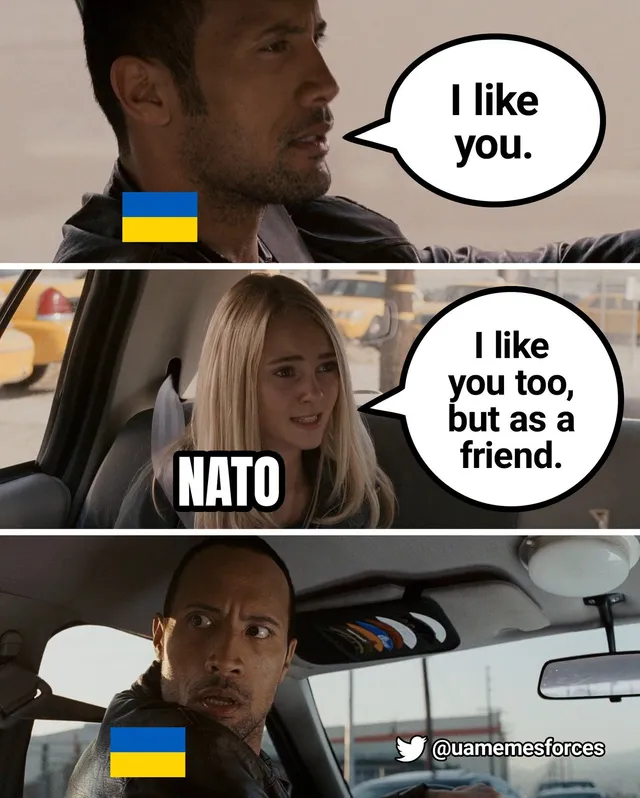 I like
you.
I like
you too,
but as a
friend.
NATO
@uamemesforces